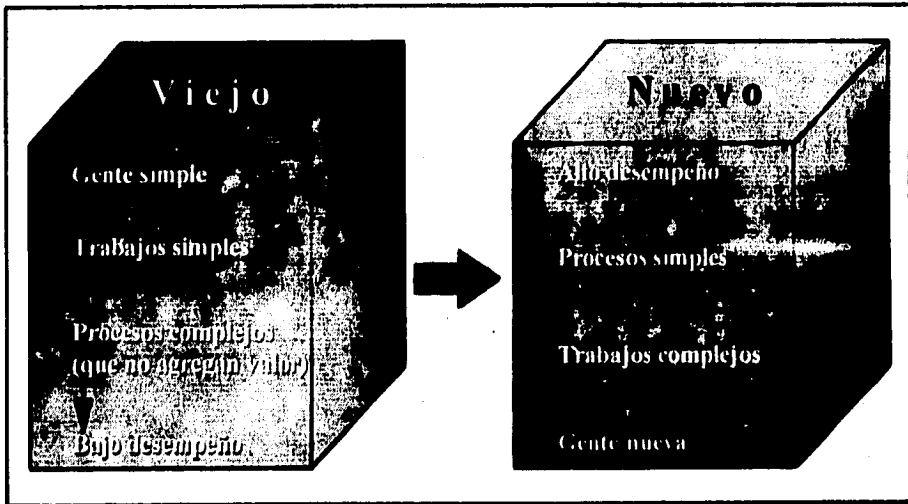 Viejo
Gente simple
Trabajos simples
Procesos complejos
(que no agregan valor)
Bajo desempeño
Nuevo
Alto desempeño
Procesos simples
Trabajos complejos
Gente nueva